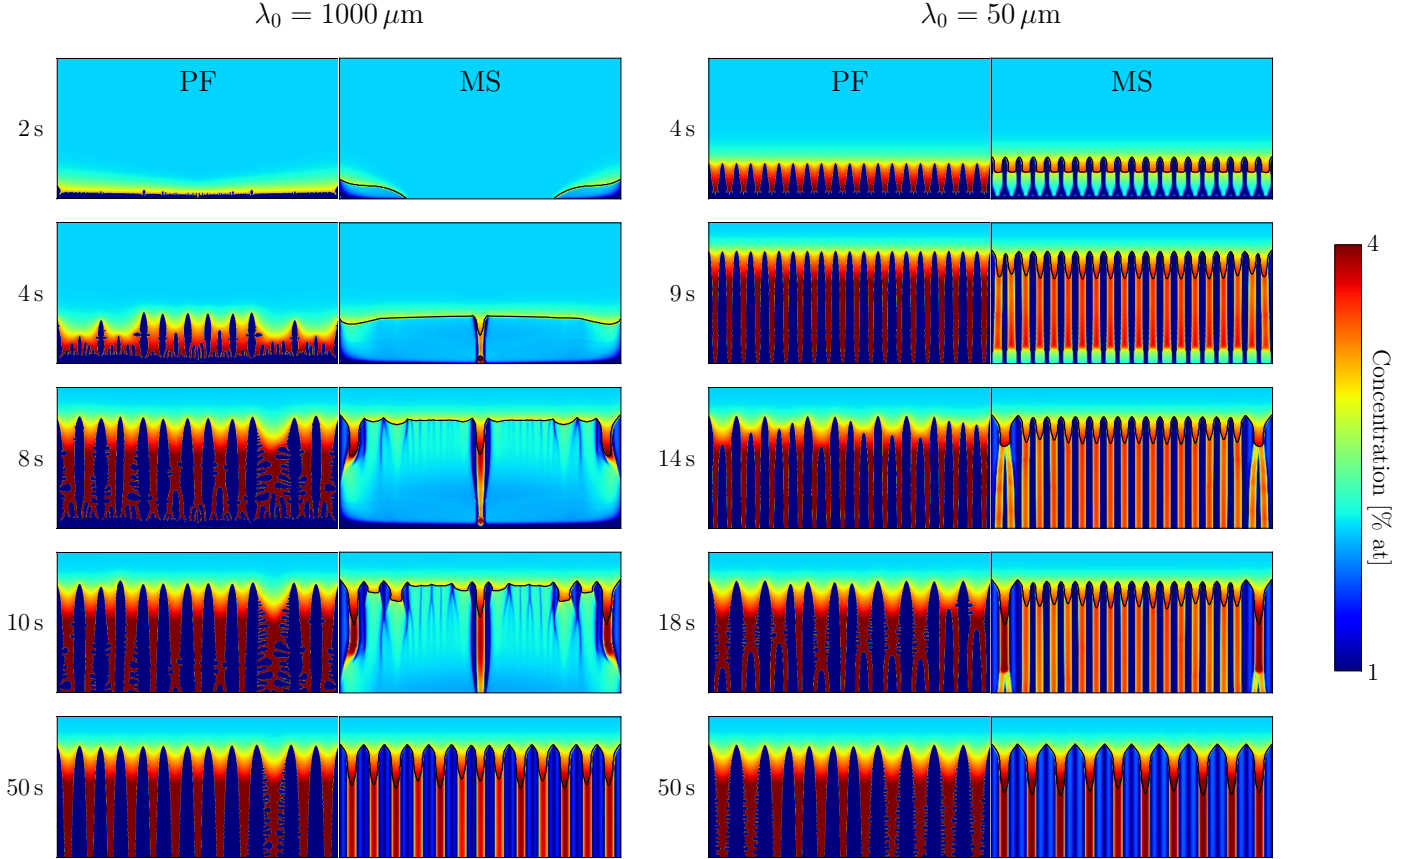 λ₀ = 1000 μm
λ₀ = 50 μm
PF
MS
PF
MS
2 s
4 s
8 s
10 s
50 s
4 s
9 s
14 s
18 s
50 s
4
Concentration [% at]
1